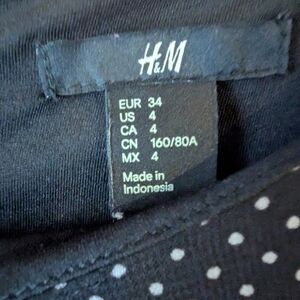 H&M
EUR 34
US 4
CA 4
CN 160/80A
MX 4
Made in
Indonesia